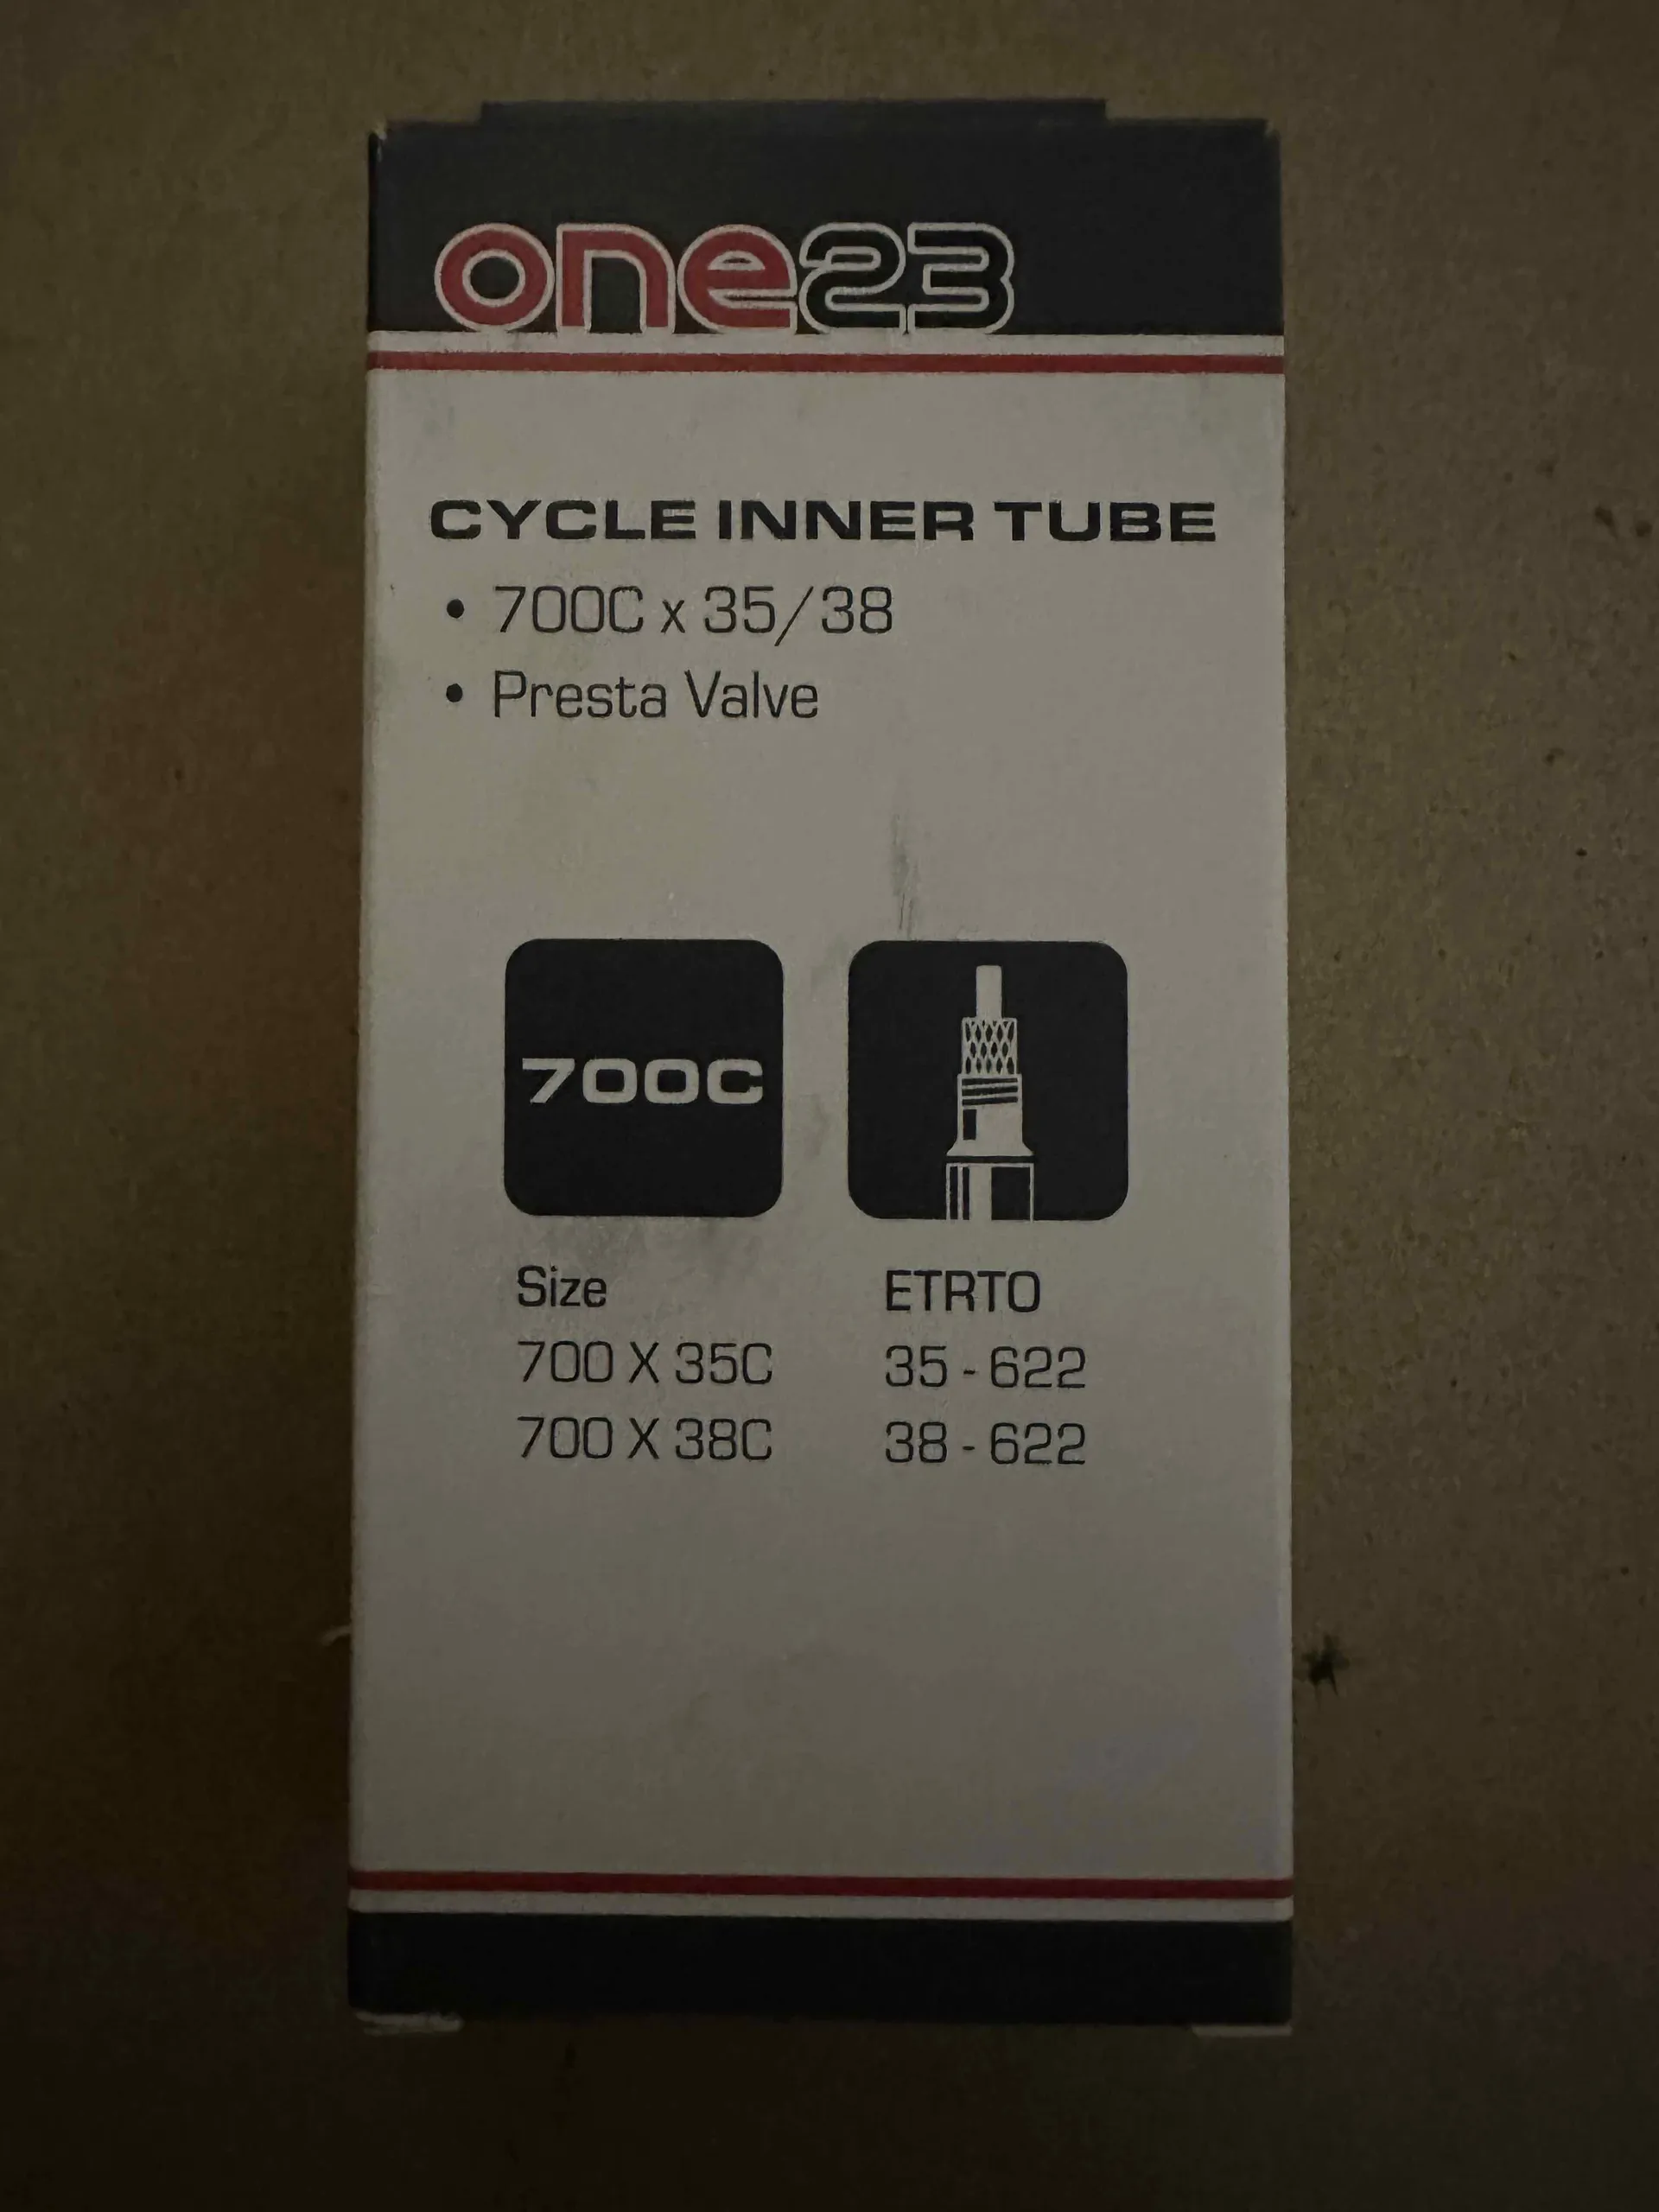 one23
CYCLE INNER TUBE
• 700C x 35/38
• Presta Valve
700C
Size ETRTO
700 X 35C 35 - 622
700 X 38C 38 - 622